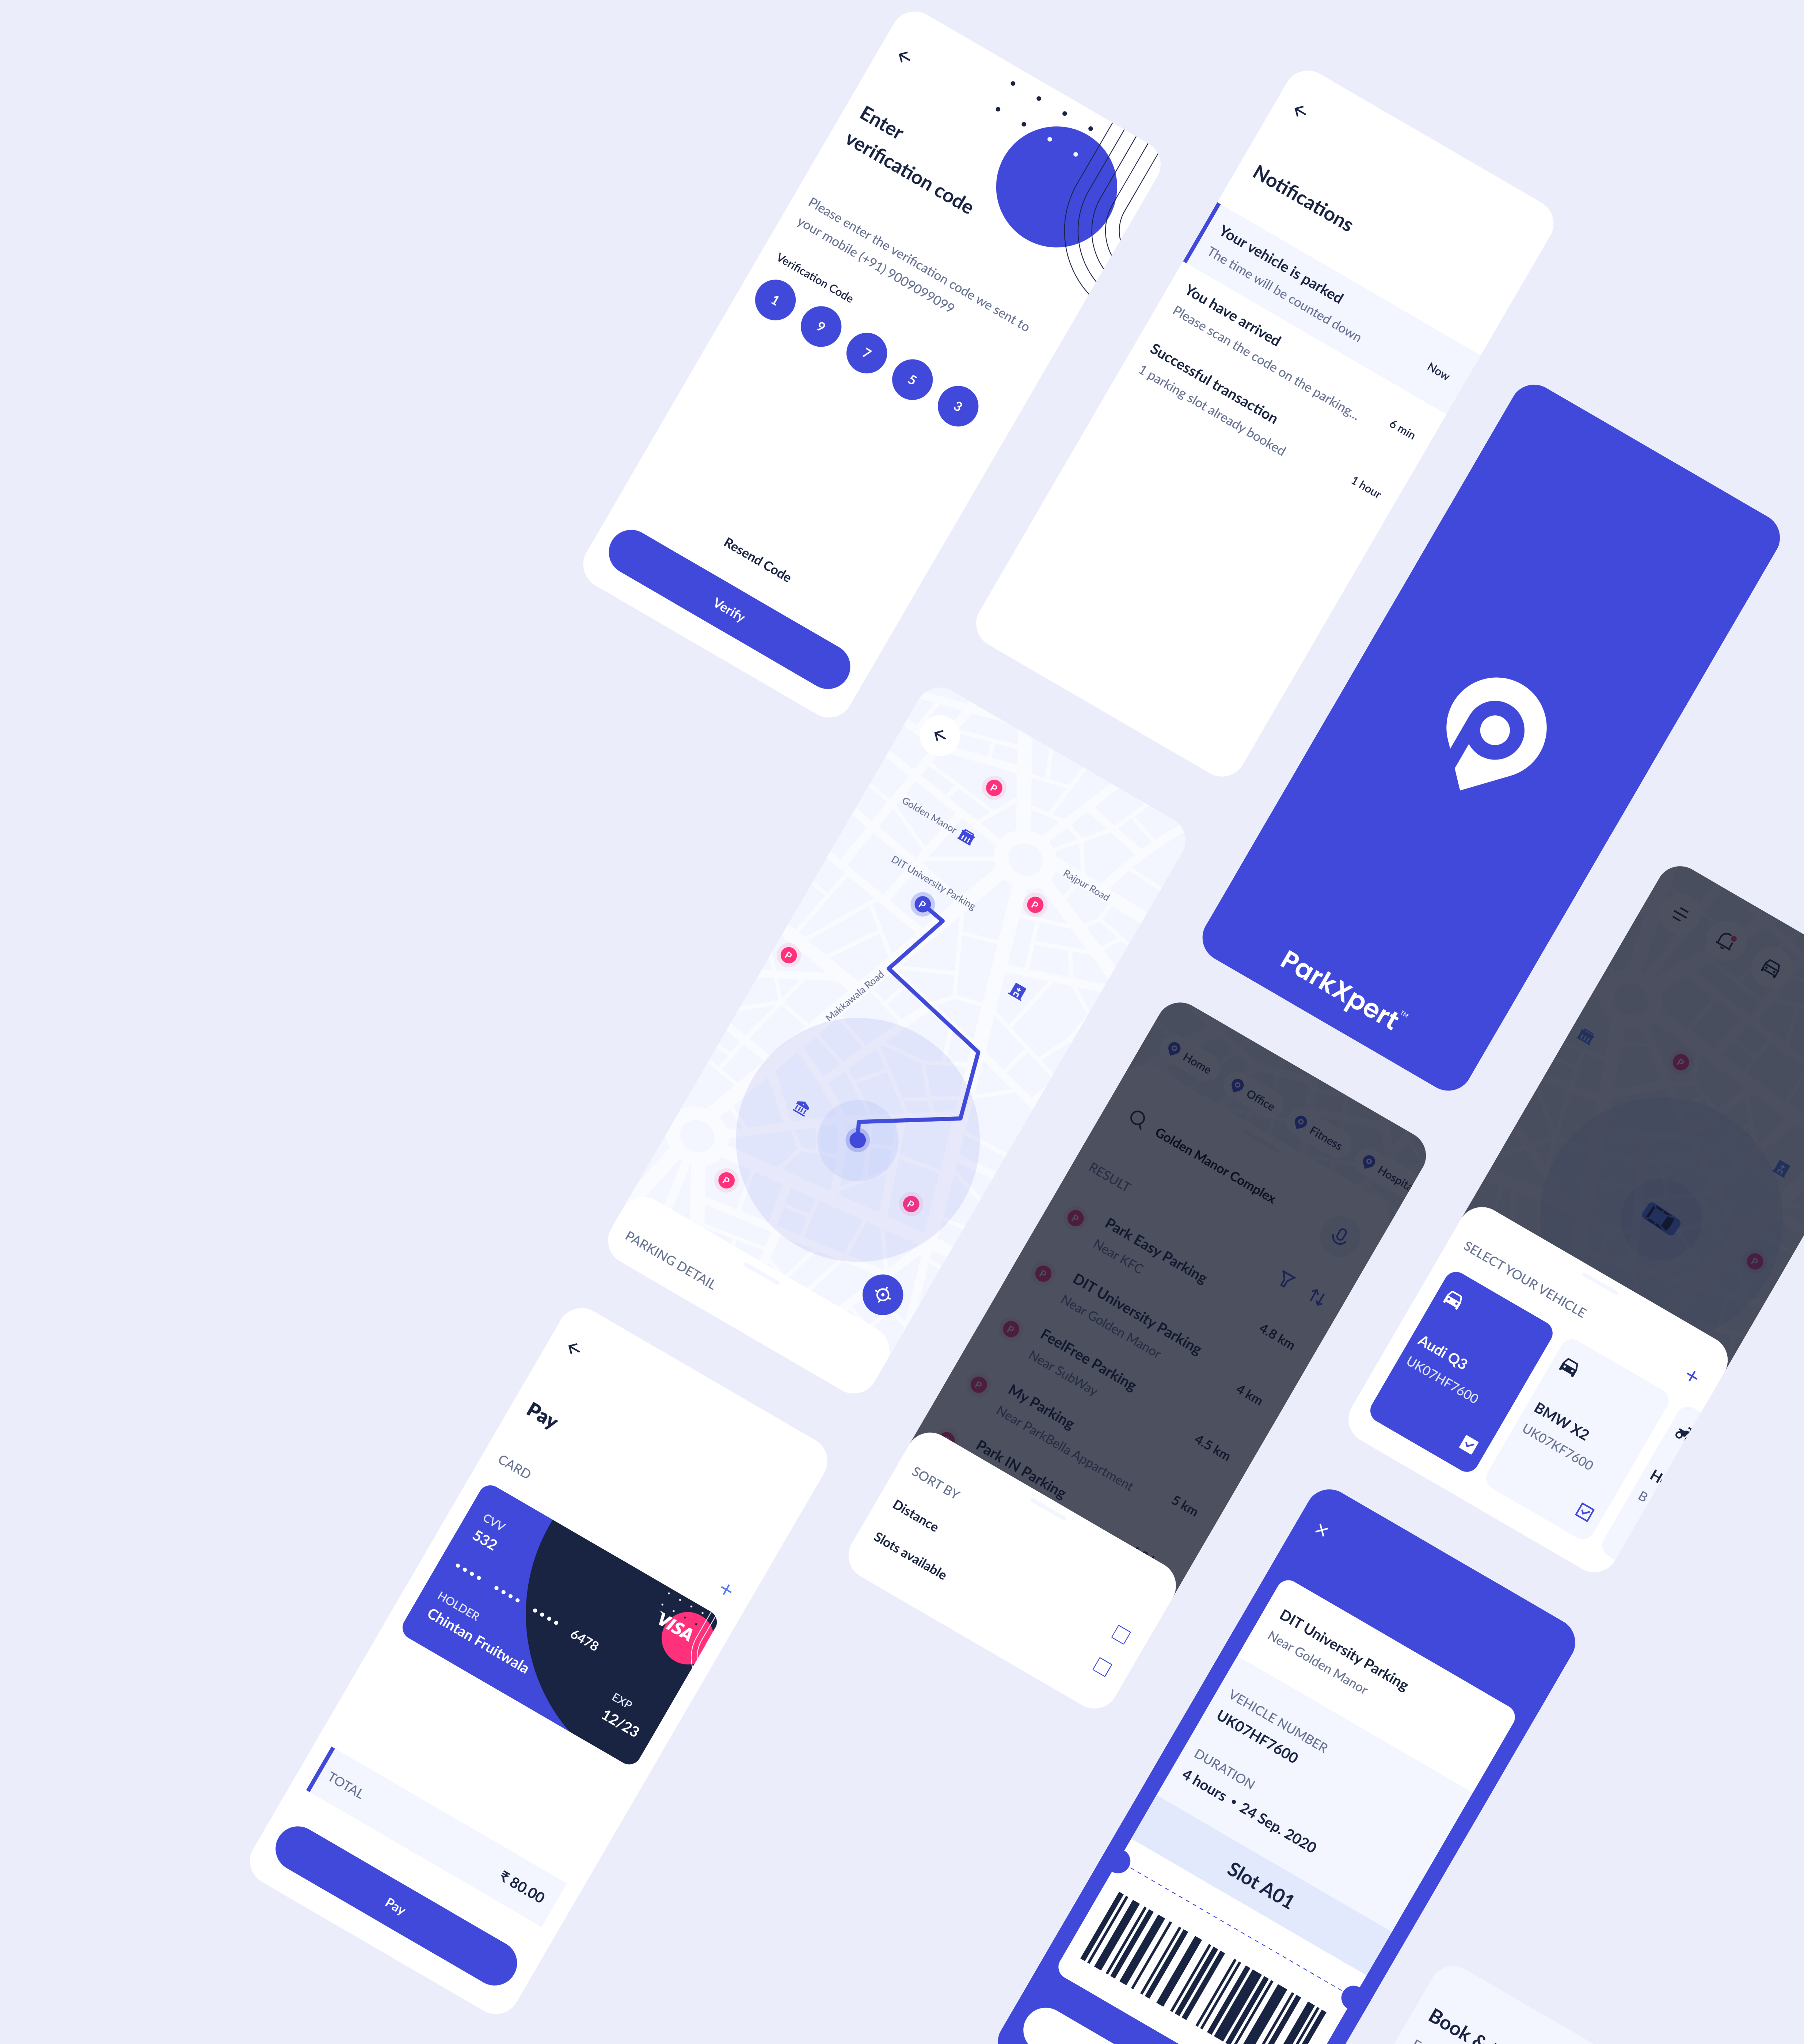 Enter
verification code
Please enter the verification code we sent to
your mobile (+91) 9009099099
Verification Code
1 9 7 5 3
Resend Code
Verify
Notifications
Your vehicle is parked
The time will be counted down
Now
You have arrived
Please scan the code on the parking...
6 min
Successful transaction
1 parking slot already booked
1 hour
ParkXpert™
P
Golden Manor
DIT University Parking
P
Rajpur Road
P
P
Makkawala Road
P
P
PARKING DETAIL
Home
Office
Fitness
Golden Manor Complex
RESULT
P
Park Easy Parking
Near KFC
4.8 km
P
DIT University Parking
Near Golden Manor
4 km
P
FeelFree Parking
Near SubWay
4.5 km
P
My Parking
Near ParkBella Appartment
5 km
Park IN Parking
SORT BY
Distance
Slots available
P
P
SELECT YOUR VEHICLE
Audi Q3
UK07HF7600
BMW X2
UK07KF7600
H
B
Pay
CARD
CVV
532
•••• •••• •••• 6478
VISA
HOLDER
Chintan Fruitwala
EXP
12/23
TOTAL
₹ 80.00
Pay
DIT University Parking
Near Golden Manor
VEHICLE NUMBER
UK07HF7600
DURATION
4 hours • 24 Sep. 2020
Slot A01
Book &